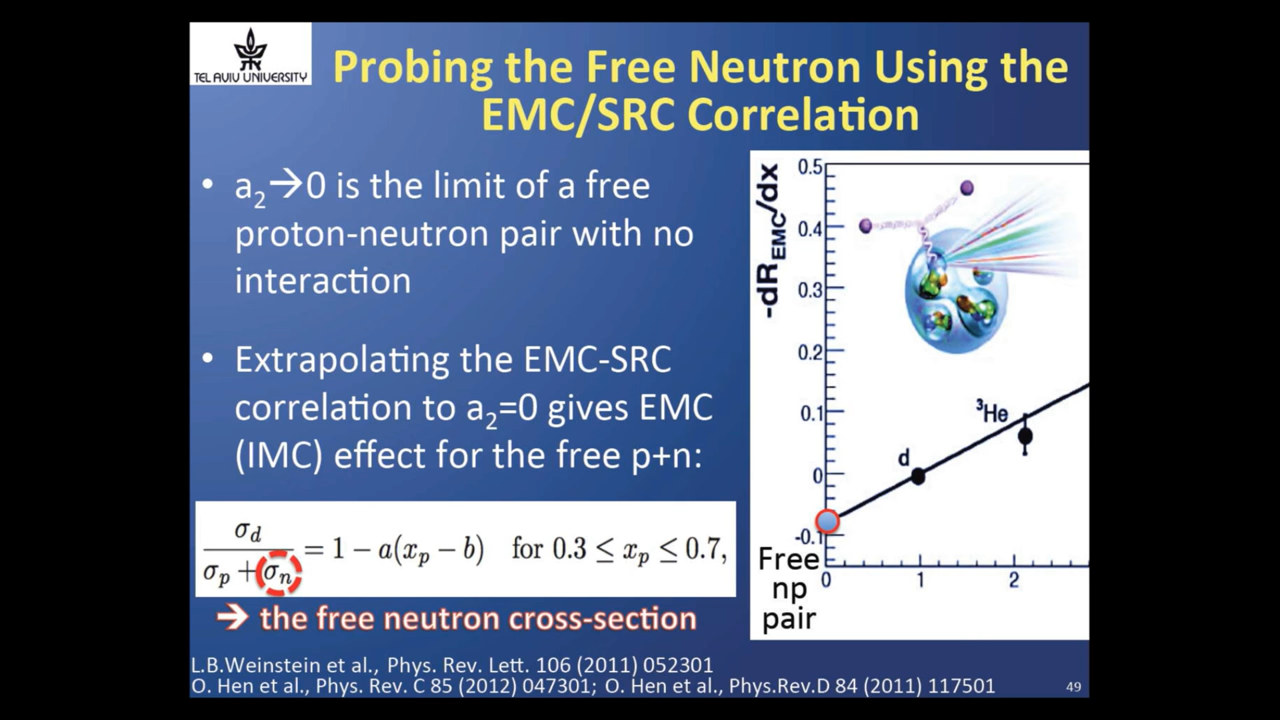 TEL AVIV UNIVERSITY
Probing the Free Neutron Using the
EMC/SRC Correlation
• a₂→0 is the limit of a free
proton-neutron pair with no
interaction
• Extrapolating the EMC-SRC
correlation to a₂=0 gives EMC
(IMC) effect for the free p+n:
σ_d / (σ_p + σ_n) = 1 − a(x_p − b) for 0.3 ≤ x_p ≤ 0.7,
→ the free neutron cross-section
-dR_EMC/dx
0.5
0.4
0.3
0.2
0.1
0
-0.1
³He
d
Free
np
pair
0 1 2
L.B.Weinstein et al., Phys. Rev. Lett. 106 (2011) 052301
O. Hen et al., Phys. Rev. C 85 (2012) 047301; O. Hen et al., Phys.Rev.D 84 (2011) 117501
49